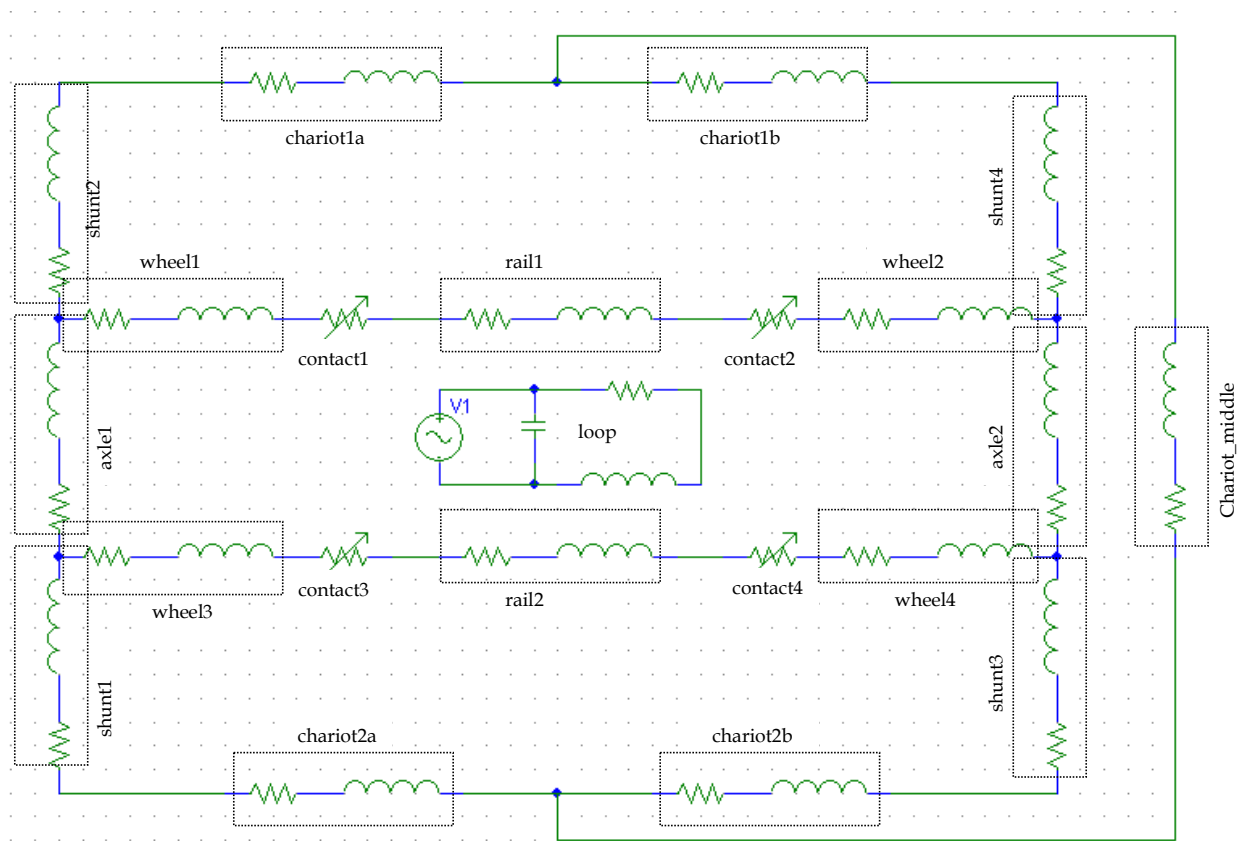 chariot1a
chariot1b
shunt2
shunt4
wheel1
rail1
wheel2
contact1
contact2
V1
loop
axle1
axle2
Chariot_middle
wheel3
contact3
rail2
contact4
wheel4
shunt1
shunt3
chariot2a
chariot2b